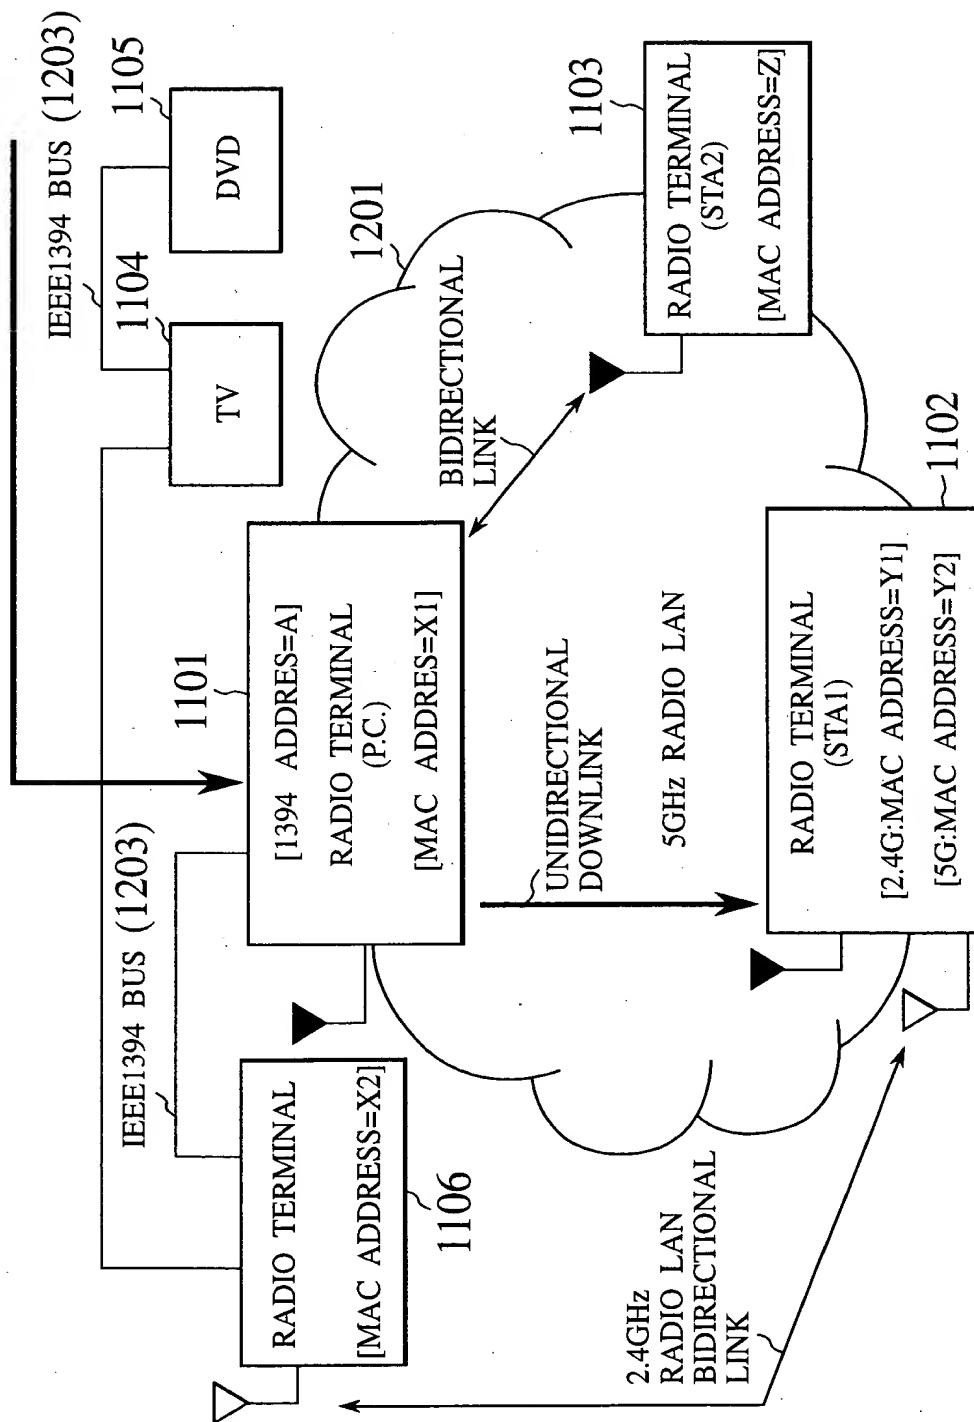 IEEE1394 BUS (1203)
1105
DVD
1104
TV
1101
[1394 ADDRES=A]
RADIO TERMINAL
(P.C.)
[MAC ADDRES=X1]
IEEE1394 BUS (1203)
RADIO TERMINAL
[MAC ADDRESS=X2]
1106
1201
BIDIRECTIONAL
LINK
1103
RADIO TERMINAL
(STA2)
[MAC ADDRESS=Z]
UNIDIRECTIONAL
DOWNLINK
5GHz RADIO LAN
1102
RADIO TERMINAL
(STA1)
[2.4G:MAC ADDRESS=Y1]
[5G:MAC ADDRESS=Y2]
2.4GHz
RADIO LAN
BIDIRECTIONAL
LINK